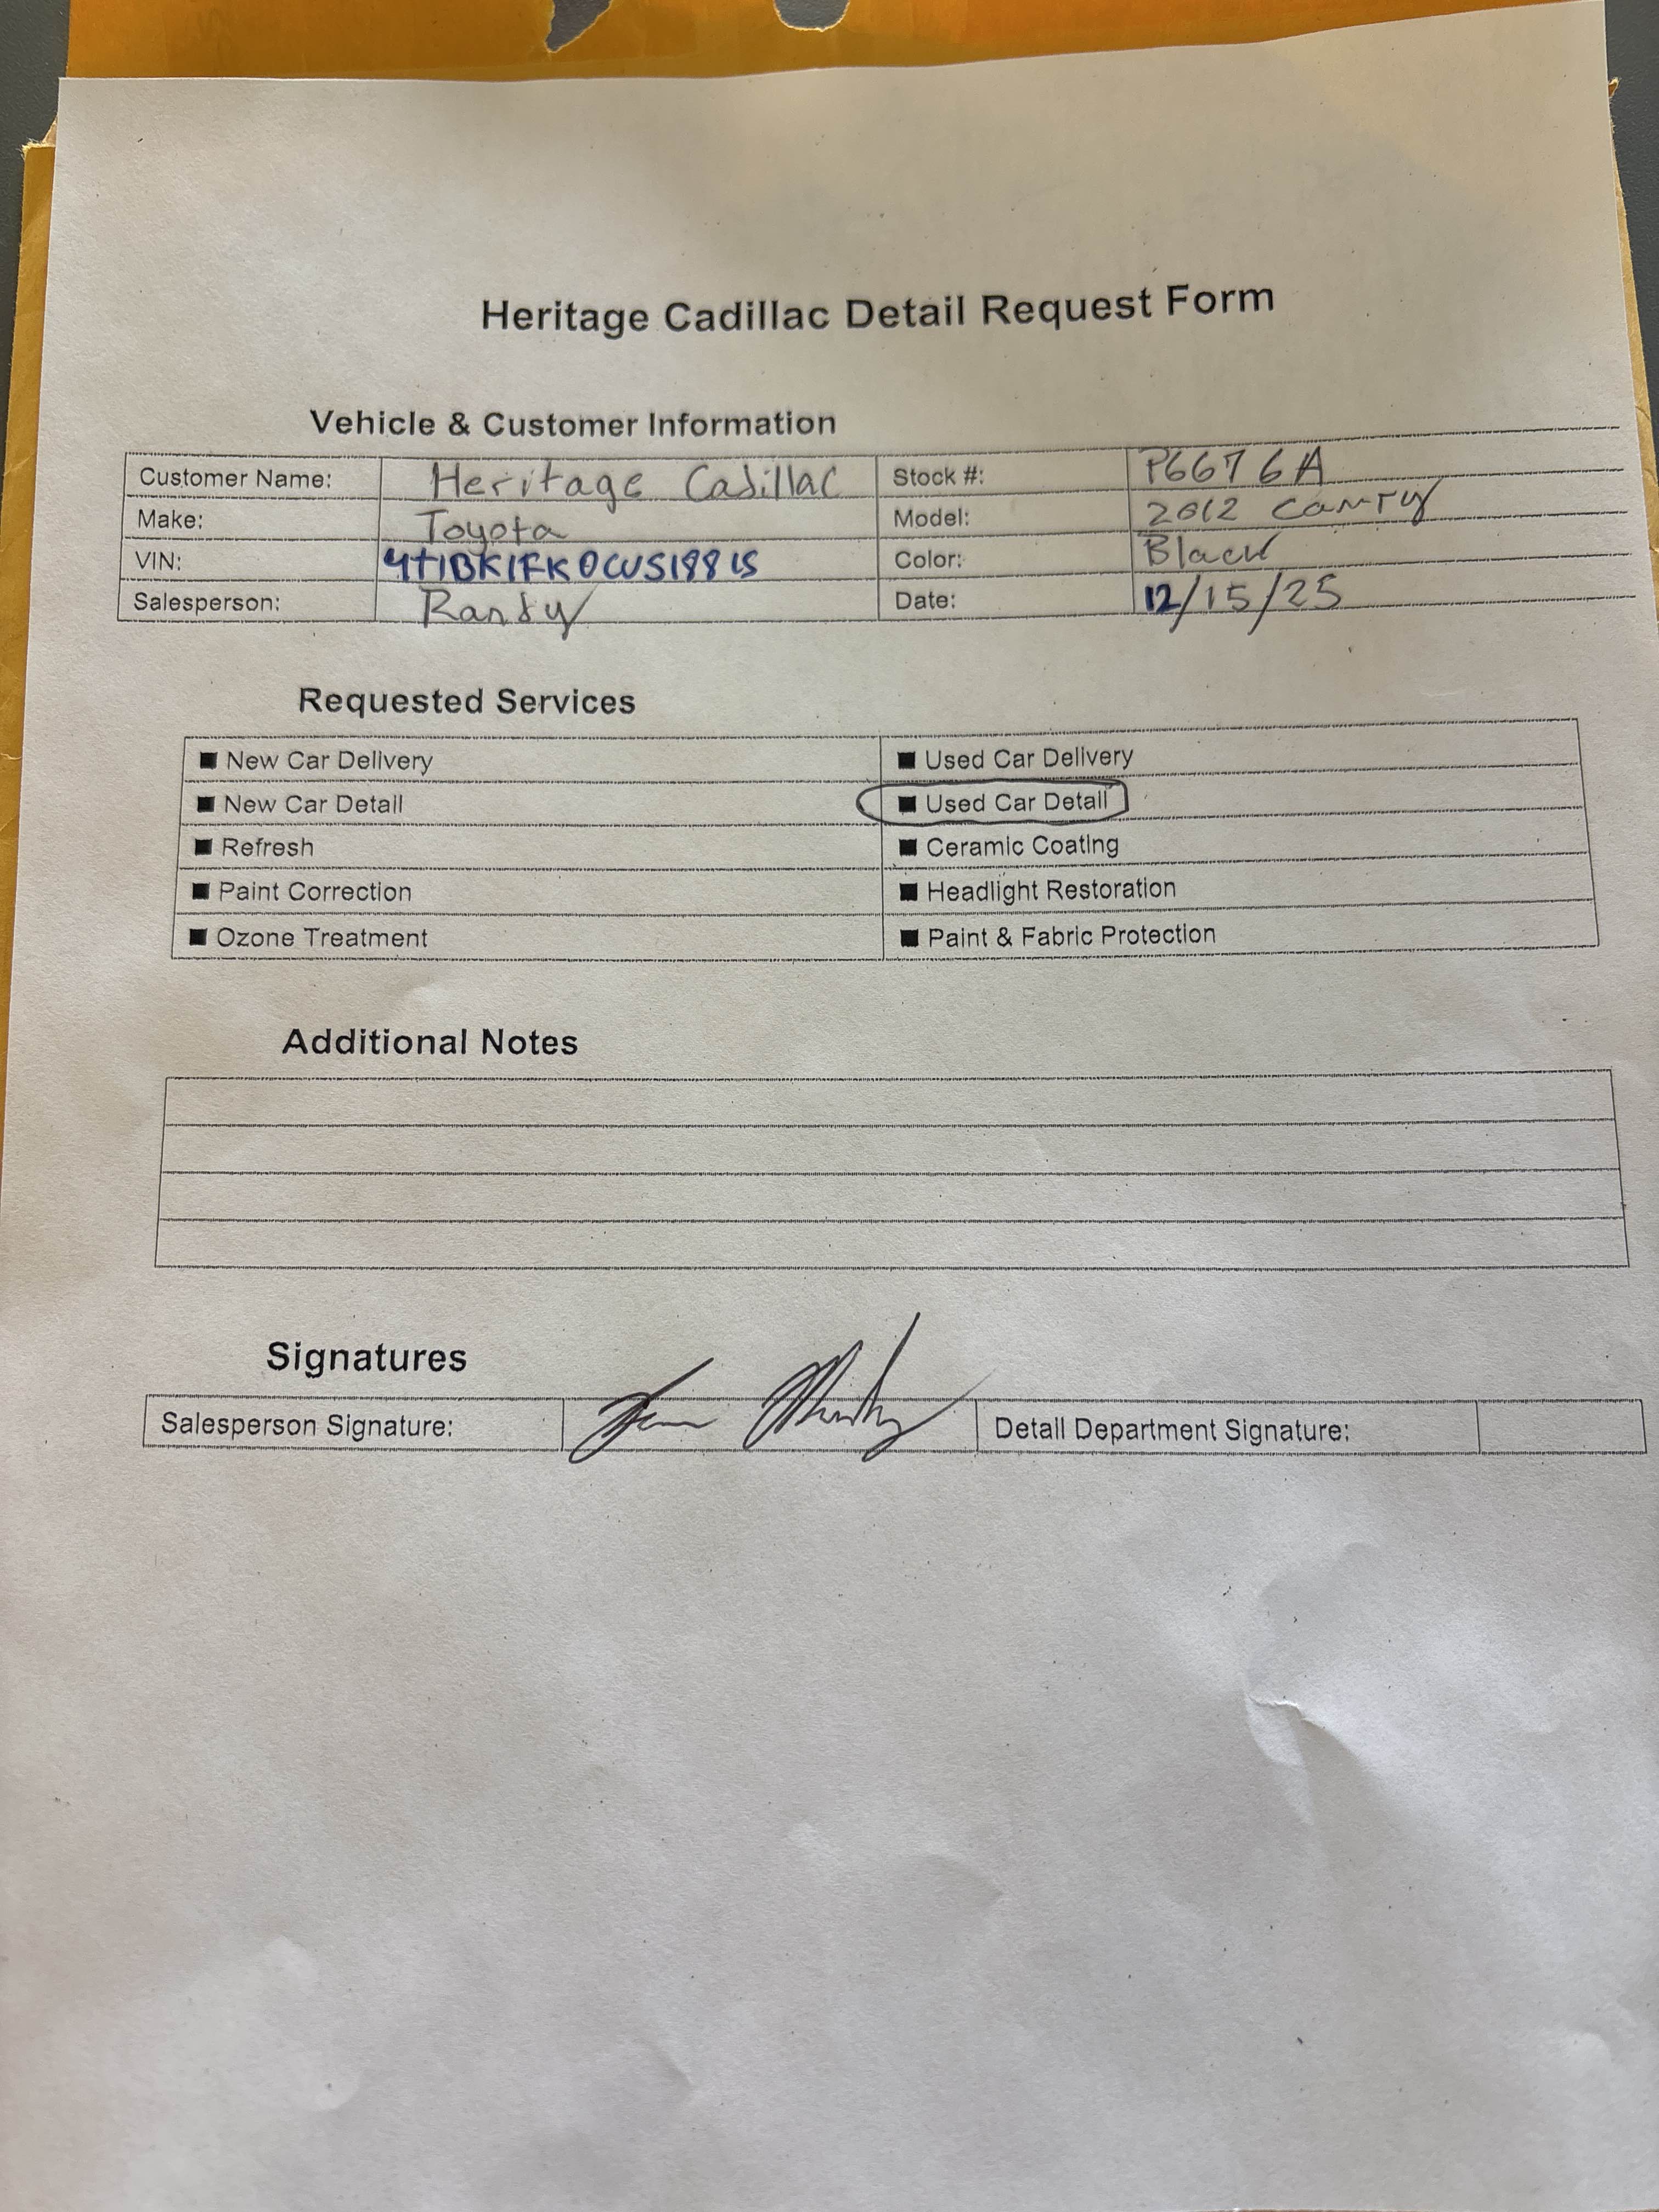 Heritage Cadillac Detail Request Form
Vehicle & Customer Information
Customer Name: Heritage Cadillac Stock #: P6676A
Make: Toyota Model: 2012 Camry
VIN: 4T1BK1FK0CU519815 Color: Black
Salesperson: Randy Date: 12/15/25
Requested Services
■ New Car Delivery ■ Used Car Delivery
■ New Car Detail ■ Used Car Detail
■ Refresh ■ Ceramic Coating
■ Paint Correction ■ Headlight Restoration
■ Ozone Treatment ■ Paint & Fabric Protection
Additional Notes
Signatures
Salesperson Signature: Detail Department Signature: